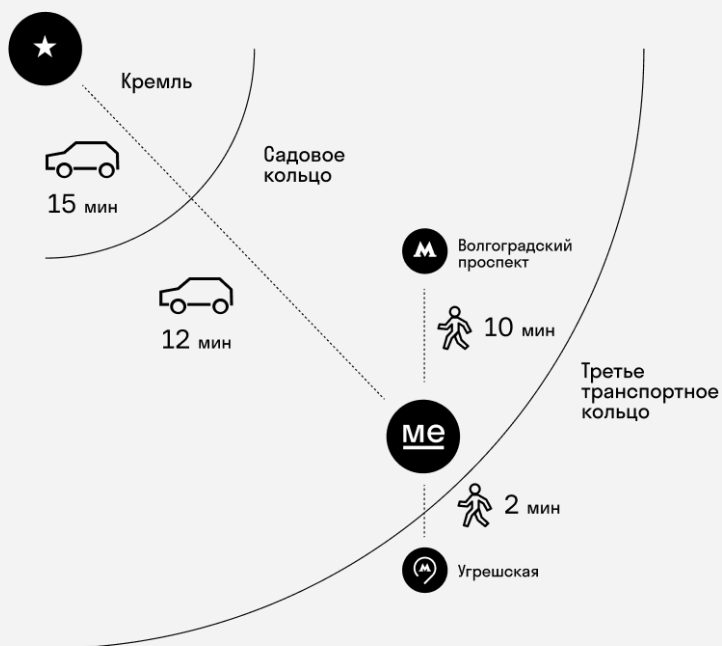 Кремль
15 мин
Садовое
кольцо
12 мин
М
Волгоградский
проспект
10 мин
Третье
транспортное
кольцо
ме
2 мин
М
Угрешская